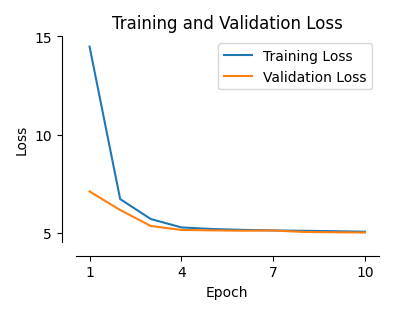 Training and Validation Loss
Training Loss
Validation Loss
15
10
5
Loss
1 4 7 10
Epoch